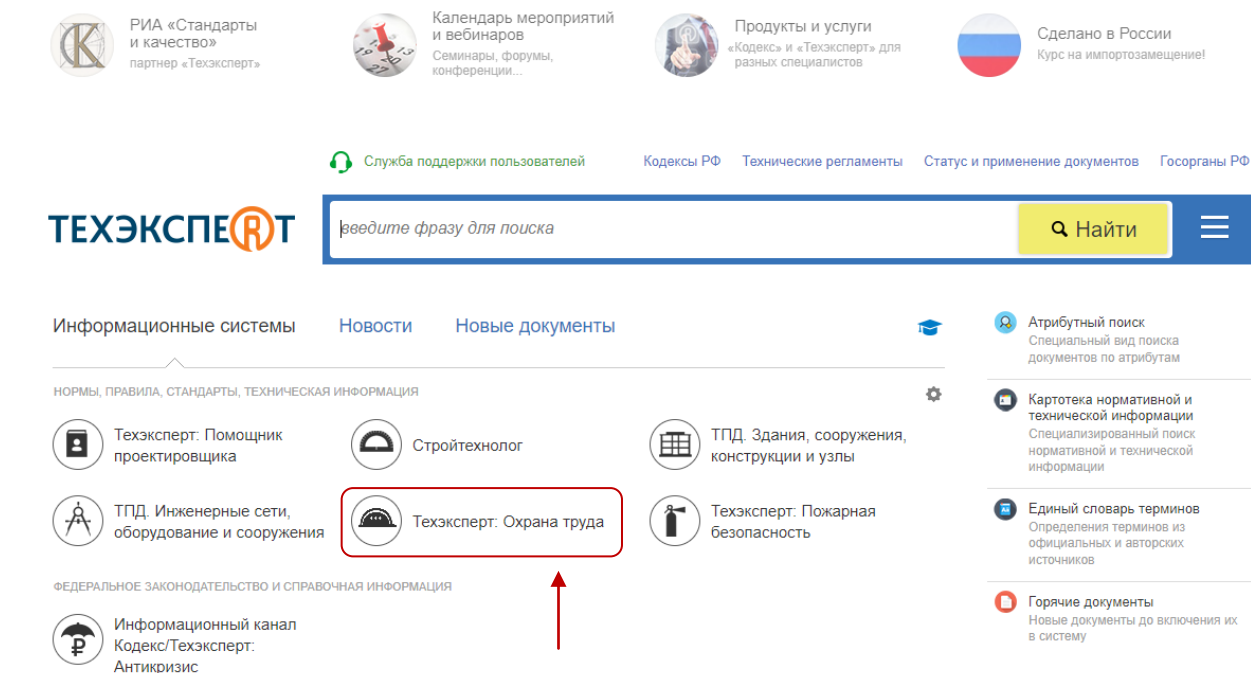 РИА «Стандарты
и качество»
партнер «Техэксперт»
Календарь мероприятий
и вебинаров
Семинары, форумы,
конференции...
Продукты и услуги
«Кодекс» и «Техэксперт» для
разных специалистов
Сделано в России
Курс на импортозамещение!
Служба поддержки пользователей
Кодексы РФ
Технические регламенты
Статус и применение документов
Госорганы РФ
ТЕХЭКСПЕRТ
введите фразу для поиска
Найти
Информационные системы
Новости
Новые документы
НОРМЫ, ПРАВИЛА, СТАНДАРТЫ, ТЕХНИЧЕСКАЯ ИНФОРМАЦИЯ
Техэксперт: Помощник
проектировщика
Стройтехнолог
ТПД. Здания, сооружения,
конструкции и узлы
ТПД. Инженерные сети,
оборудование и сооружения
Техэксперт: Охрана труда
Техэксперт: Пожарная
безопасность
ФЕДЕРАЛЬНОЕ ЗАКОНОДАТЕЛЬСТВО И СПРАВОЧНАЯ ИНФОРМАЦИЯ
Информационный канал
Кодекс/Техэксперт:
Антикризис
Атрибутный поиск
Специальный вид поиска
документов по атрибутам
Картотека нормативной и
технической информации
Специализированный поиск
нормативной и технической
информации
Единый словарь терминов
Определения терминов из
официальных и авторских
источников
Горячие документы
Новые документы до включения их
в систему